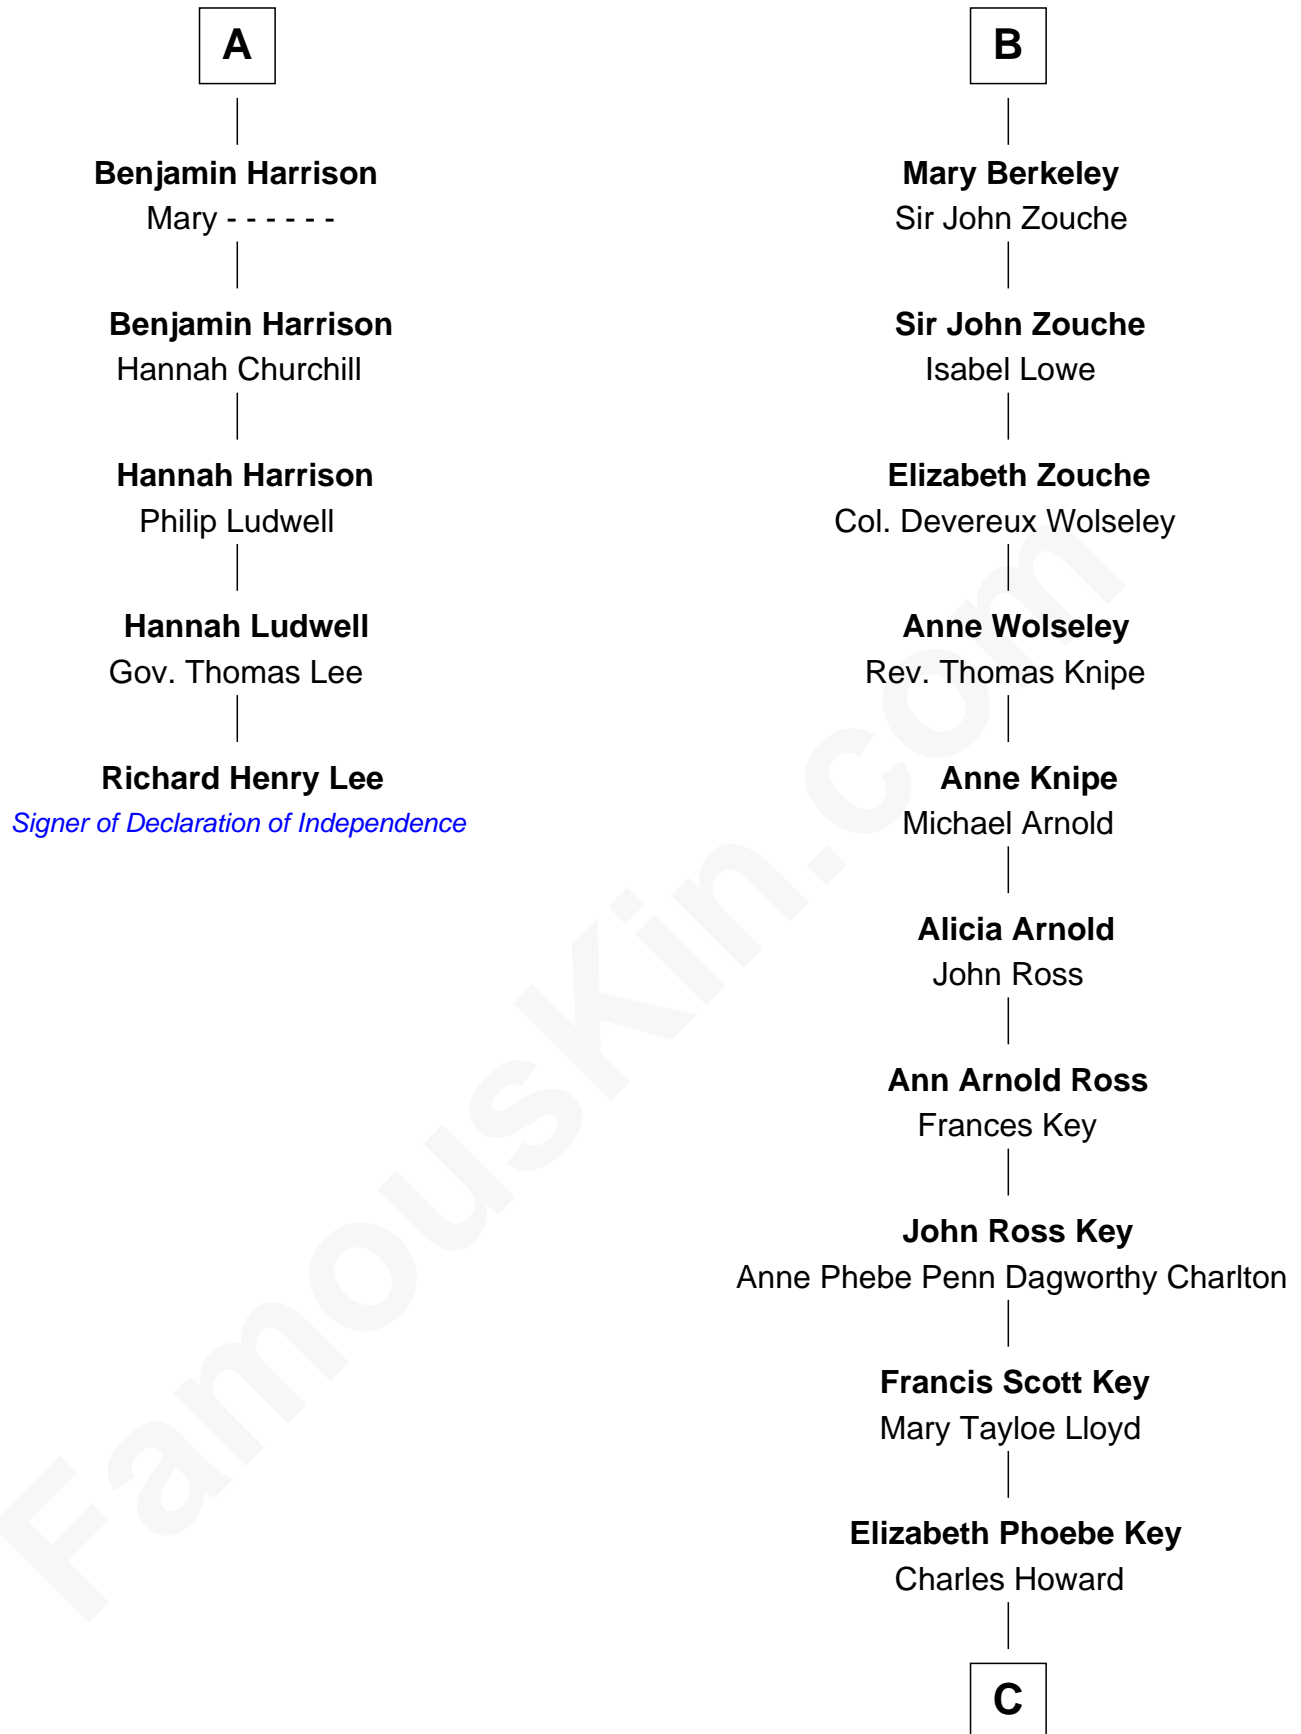 A
Benjamin Harrison
Mary - - - - - -
Benjamin Harrison
Hannah Churchill
Hannah Harrison
Philip Ludwell
Hannah Ludwell
Gov. Thomas Lee
Richard Henry Lee
Signer of Declaration of Independence
B
Mary Berkeley
Sir John Zouche
Sir John Zouche
Isabel Lowe
Elizabeth Zouche
Col. Devereux Wolseley
Anne Wolseley
Rev. Thomas Knipe
Anne Knipe
Michael Arnold
Alicia Arnold
John Ross
Ann Arnold Ross
Frances Key
John Ross Key
Anne Phebe Penn Dagworthy Charlton
Francis Scott Key
Mary Tayloe Lloyd
Elizabeth Phoebe Key
Charles Howard
C
FamousKin.com